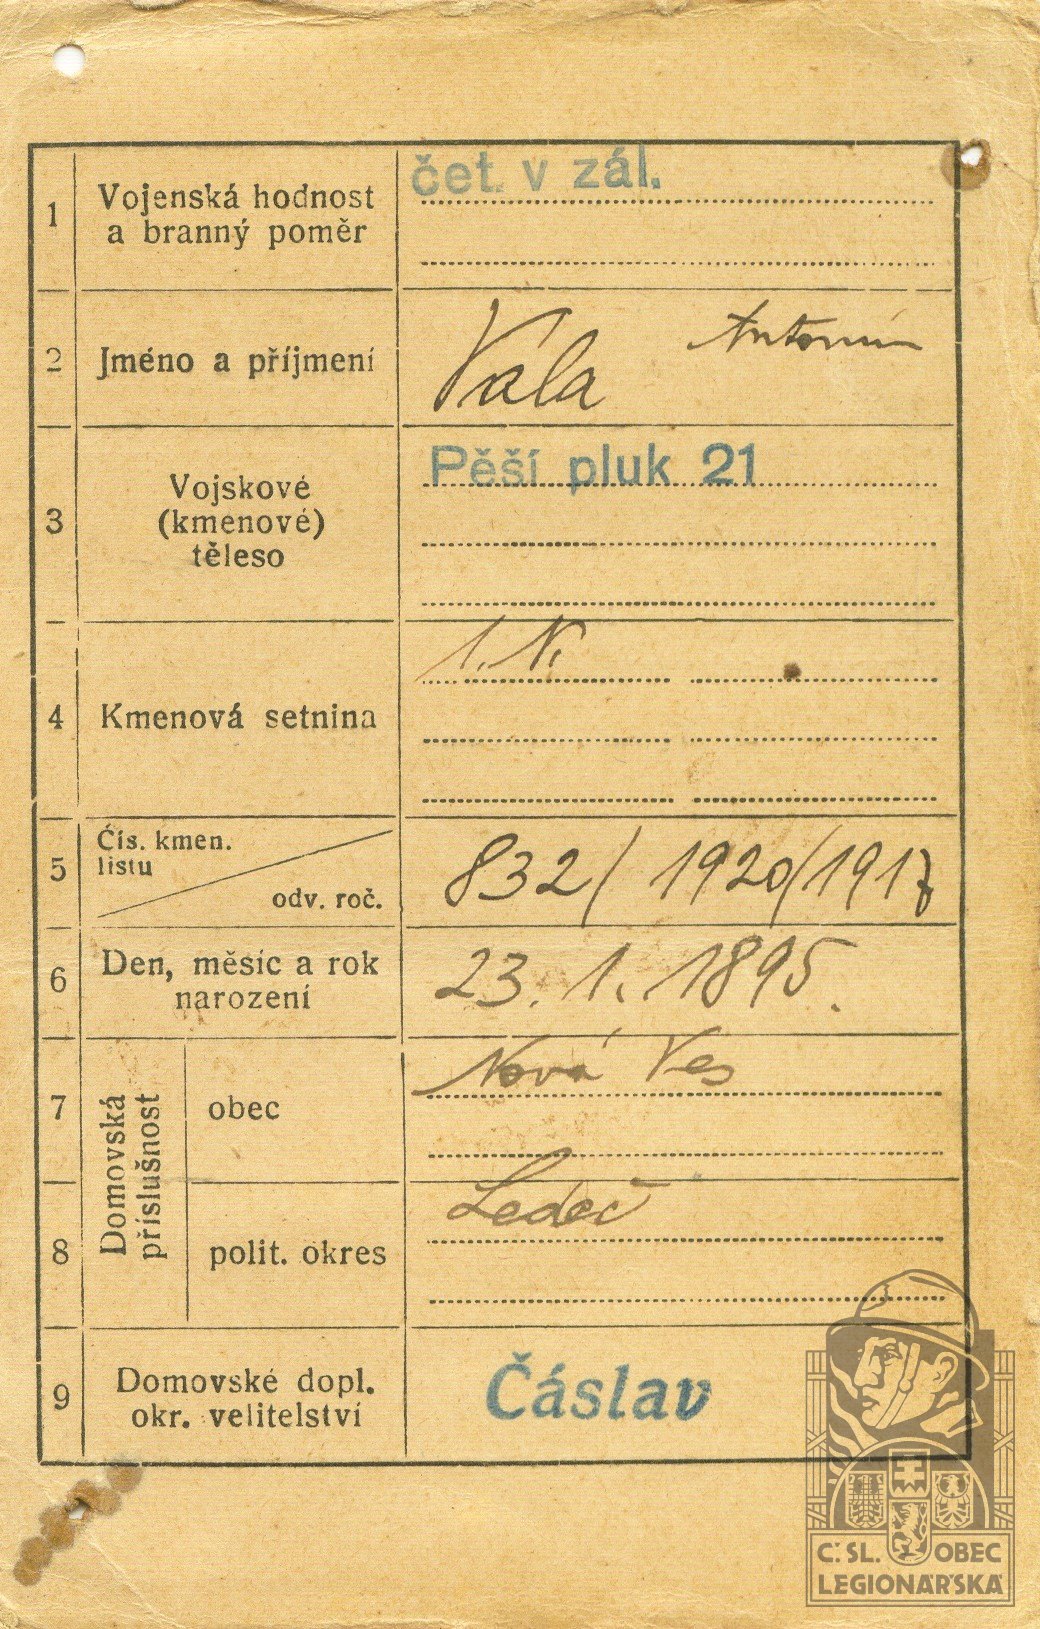 1 Vojenská hodnost a branný poměr čet. v zál.
2 Jméno a příjmení Vala Antonín
3 Vojskové (kmenové) těleso Pěší pluk 21
4 Kmenová setnina 1. N.
5 Čís. kmen. listu odv. roč. 832/ 1920/1917
6 Den, měsíc a rok narození 23. 1. 1895.
Domovská příslušnost
7 obec Nová Ves
8 polit. okres Ledeč
9 Domovské dopl. okr. velitelství Čáslav
Č. SL. OBEC
LEGIONÁŘSKÁ